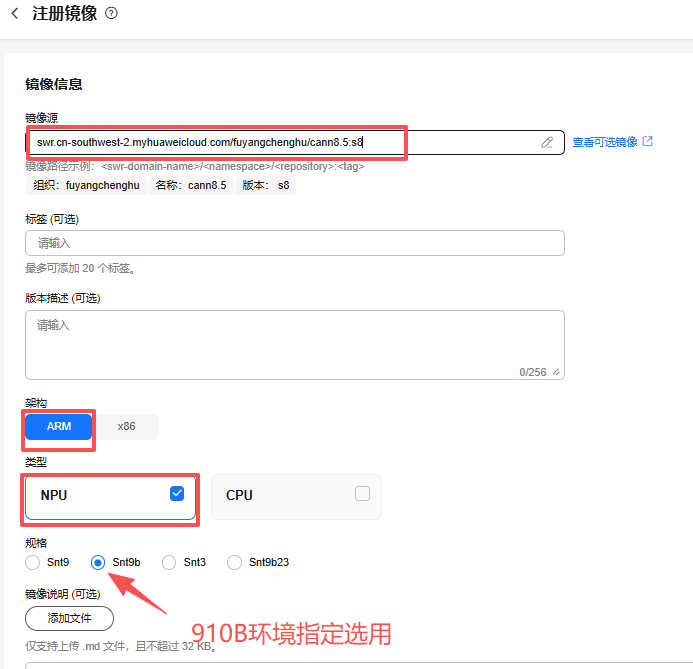 注册镜像
镜像信息
镜像源
swr.cn-southwest-2.myhuaweicloud.com/fuyangchenghu/cann8.5:s8
查看可选镜像
镜像路径示例：<swr-domain-name>/<namespace>/<repository>:<tag>
组织：fuyangchenghu 名称：cann8.5 版本：s8
标签 (可选)
请输入
最多可添加 20 个标签。
版本描述 (可选)
请输入
0/256
架构
ARM x86
类型
NPU CPU
规格
Snt9 Snt9b Snt3 Snt9b23
镜像说明 (可选)
添加文件
910B环境指定选用
仅支持上传 .md 文件，且不超过 32 KB。